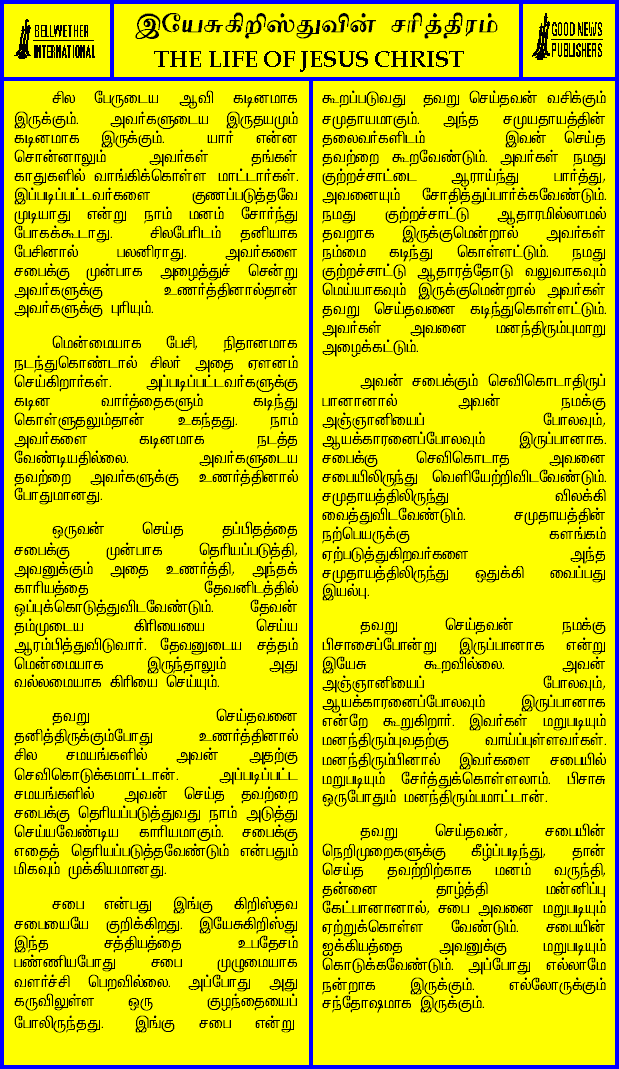 BELLWETHER
INTERNATIONAL
இயேசுகிறிஸ்துவின் சரித்திரம்
THE LIFE OF JESUS CHRIST
GOOD NEWS
PUBLISHERS
சில பேருடைய ஆவி கடினமாக
இருக்கும். அவர்களுடைய இருதயமும்
கடினமாக இருக்கும். யார் என்ன
சொன்னாலும் அவர்கள் தங்கள்
காதுகளில் வாங்கிக்கொள்ள மாட்டார்கள்.
இப்படிப்பட்டவர்களை குணப்படுத்தவே
முடியாது என்று நாம் மனம் சோர்ந்து
போகக்கூடாது. சிலபேரிடம் தனியாக
பேசினால் பலனிராது. அவர்களை
சபைக்கு முன்பாக அழைத்துச் சென்று
அவர்களுக்கு உணர்த்தினால்தான்
அவர்களுக்கு புரியும்.
மென்மையாக பேசி, நிதானமாக
நடந்துகொண்டால் சிலர் அதை ஏளனம்
செய்கிறார்கள். அப்படிப்பட்டவர்களுக்கு
கடின வார்த்தைகளும் கடிந்து
கொள்ளுதலும்தான் உகந்தது. நாம்
அவர்களை கடினமாக நடத்த
வேண்டியதில்லை. அவர்களுடைய
தவற்றை அவர்களுக்கு உணர்த்தினால்
போதுமானது.
ஒருவன் செய்த தப்பிதத்தை
சபைக்கு முன்பாக தெரியப்படுத்தி,
அவனுக்கும் அதை உணர்த்தி, அந்தக்
காரியத்தை தேவனிடத்தில்
ஒப்புக்கொடுத்துவிடவேண்டும். தேவன்
தம்முடைய கிரியையை செய்ய
ஆரம்பித்துவிடுவார். தேவனுடைய சத்தம்
மென்மையாக இருந்தாலும் அது
வல்லமையாக கிரியை செய்யும்.
தவறு செய்தவனை
தனித்திருக்கும்போது உணர்த்தினால்
சில சமயங்களில் அவன் அதற்கு
செவிகொடுக்கமாட்டான். அப்படிப்பட்ட
சமயங்களில் அவன் செய்த தவற்றை
சபைக்கு தெரியப்படுத்துவது நாம் அடுத்து
செய்யவேண்டிய காரியமாகும். சபைக்கு
எதைத் தெரியப்படுத்தவேண்டும் என்பதும்
மிகவும் முக்கியமானது.
சபை என்பது இங்கு கிறிஸ்தவ
சபையையே குறிக்கிறது. இயேசுகிறிஸ்து
இந்த சத்தியத்தை உபதேசம்
பண்ணியபோது சபை முழுமையாக
வளர்ச்சி பெறவில்லை. அப்போது அது
கருவிலுள்ள ஒரு குழந்தையைப்
போலிருந்தது. இங்கு சபை என்று
கூறப்படுவது தவறு செய்தவன் வசிக்கும்
சமுதாயமாகும். அந்த சமுயதாயத்தின்
தலைவர்களிடம் இவன் செய்த
தவற்றை கூறவேண்டும். அவர்கள் நமது
குற்றச்சாட்டை ஆராய்ந்து பார்த்து,
அவனையும் சோதித்துப்பார்க்கவேண்டும்.
நமது குற்றச்சாட்டு ஆதாரமில்லாமல்
தவறாக இருக்குமென்றால் அவர்கள்
நம்மை கடிந்து கொள்ளட்டும். நமது
குற்றச்சாட்டு ஆதாரத்தோடு வலுவாகவும்
மெய்யாகவும் இருக்குமென்றால் அவர்கள்
தவறு செய்தவனை கடிந்துகொள்ளட்டும்.
அவர்கள் அவனை மனந்திரும்புமாறு
அழைக்கட்டும்.
அவன் சபைக்கும் செவிகொடாதிருப்
பானானால் அவன் நமக்கு
அஞ்ஞானியைப் போலவும்,
ஆயக்காரனைப்போலவும் இருப்பானாக.
சபைக்கு செவிகொடாத அவனை
சபையிலிருந்து வெளியேற்றிவிடவேண்டும்.
சமுதாயத்திலிருந்து விலக்கி
வைத்துவிடவேண்டும். சமுதாயத்தின்
நற்பெயருக்கு களங்கம்
ஏற்படுத்துகிறவர்களை அந்த
சமுதாயத்திலிருந்து ஒதுக்கி வைப்பது
இயல்பு.
தவறு செய்தவன் நமக்கு
பிசாசைப்போன்று இருப்பானாக என்று
இயேசு கூறவில்லை. அவன்
அஞ்ஞானியைப் போலவும்,
ஆயக்காரனைப்போலவும் இருப்பானாக
என்றே கூறுகிறார். இவர்கள் மறுபடியும்
மனந்திரும்புவதற்கு வாய்ப்புள்ளவர்கள்.
மனந்திரும்பினால் இவர்களை சபையில்
மறுபடியும் சேர்த்துக்கொள்ளலாம். பிசாசு
ஒருபோதும் மனந்திரும்பமாட்டான்.
தவறு செய்தவன், சபையின்
நெறிமுறைகளுக்கு கீழ்ப்படிந்து, தான்
செய்த தவற்றிற்காக மனம் வருந்தி,
தன்னை தாழ்த்தி மன்னிப்பு
கேட்பானானால், சபை அவனை மறுபடியும்
ஏற்றுக்கொள்ள வேண்டும். சபையின்
ஐக்கியத்தை அவனுக்கு மறுபடியும்
கொடுக்கவேண்டும். அப்போது எல்லாமே
நன்றாக இருக்கும். எல்லோருக்கும்
சந்தோஷமாக இருக்கும்.